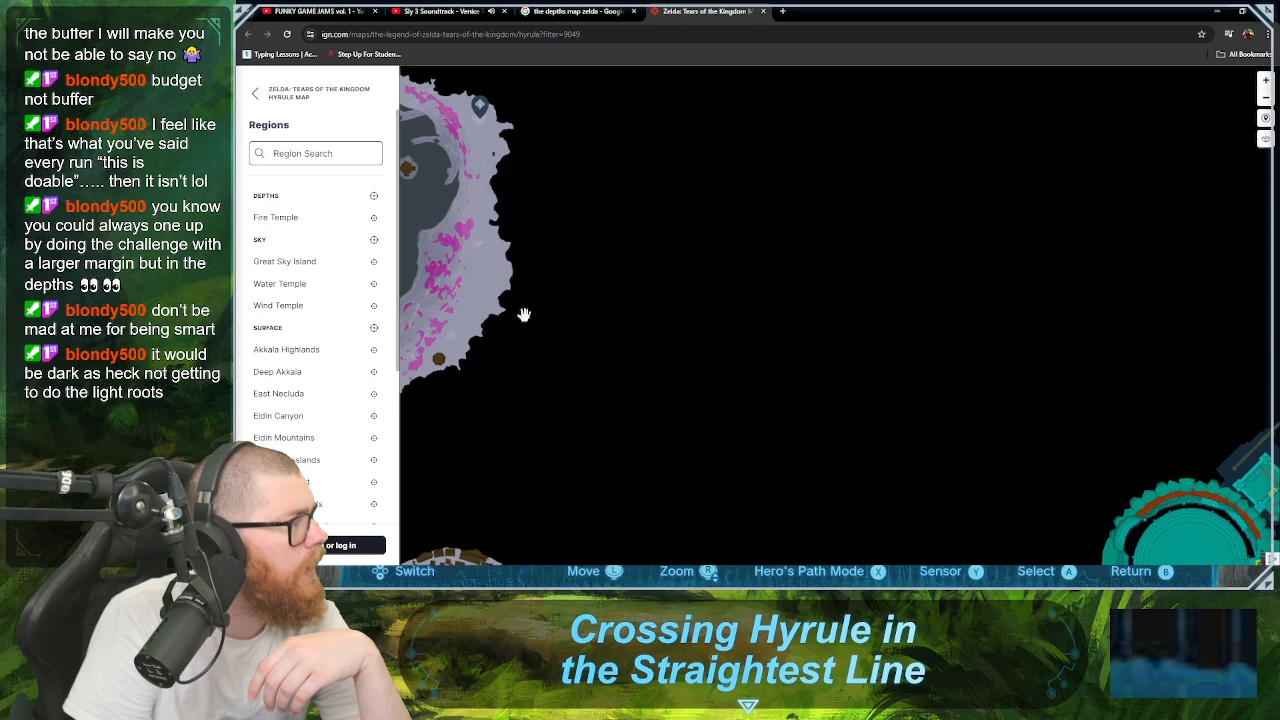 the buffer I will make you
not be able to say no 🤷
blondy500 budget
not buffer
blondy500 I feel like
that's what you've said
every run "this is
doable".... the this isn't
blondy500 you know
you could always start
by doing the challenge with
a larger margin but in the
depths 👀👀
blondy500 don't be
mad at me for being smart
blondy500 it would
be dark as heck not getting
to do the light roots
FUNKY GAME JAMS vol. 1 - Yo
Sly 3 Soundtrack - Venice
the depths map zelda - Google
Zelda: Tears of the Kingdom M
ign.com/maps/the-legend-of-zelda-tears-of-the-kingdom/hyrule?filter=9049
Typing Lessons | Ac...
Step Up For Studen...
All Bookmarks
ZELDA: TEARS OF THE KINGDOM
HYRULE MAP
Regions
Region Search
DEPTHS
Fire Temple
SKY
Great Sky Island
Water Temple
Wind Temple
SURFACE
Akkala Highlands
Deep Akkala
East Necluda
Eldin Canyon
Eldin Mountains
or log in
Switch
Move L
Zoom R
Hero's Path Mode X
Sensor Y
Select A
Return B
Crossing Hyrule in
the Straightest Line